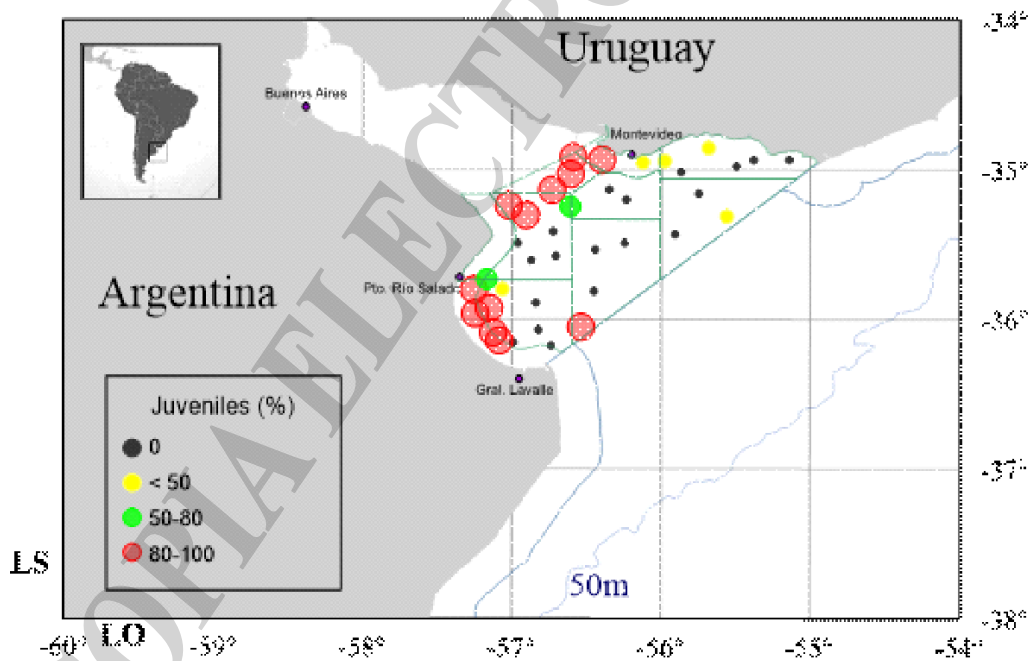 -34°
Uruguay
Buenos Aires
Montevideo
-35°
Argentina
Pto. Río Salado
-36°
Gral. Lavalle
Juveniles (%)
0
< 50
50-80
80-100
-37°
LS
50m
-38°
LO
-60° -59° -58° -57° -56° -55° -54°